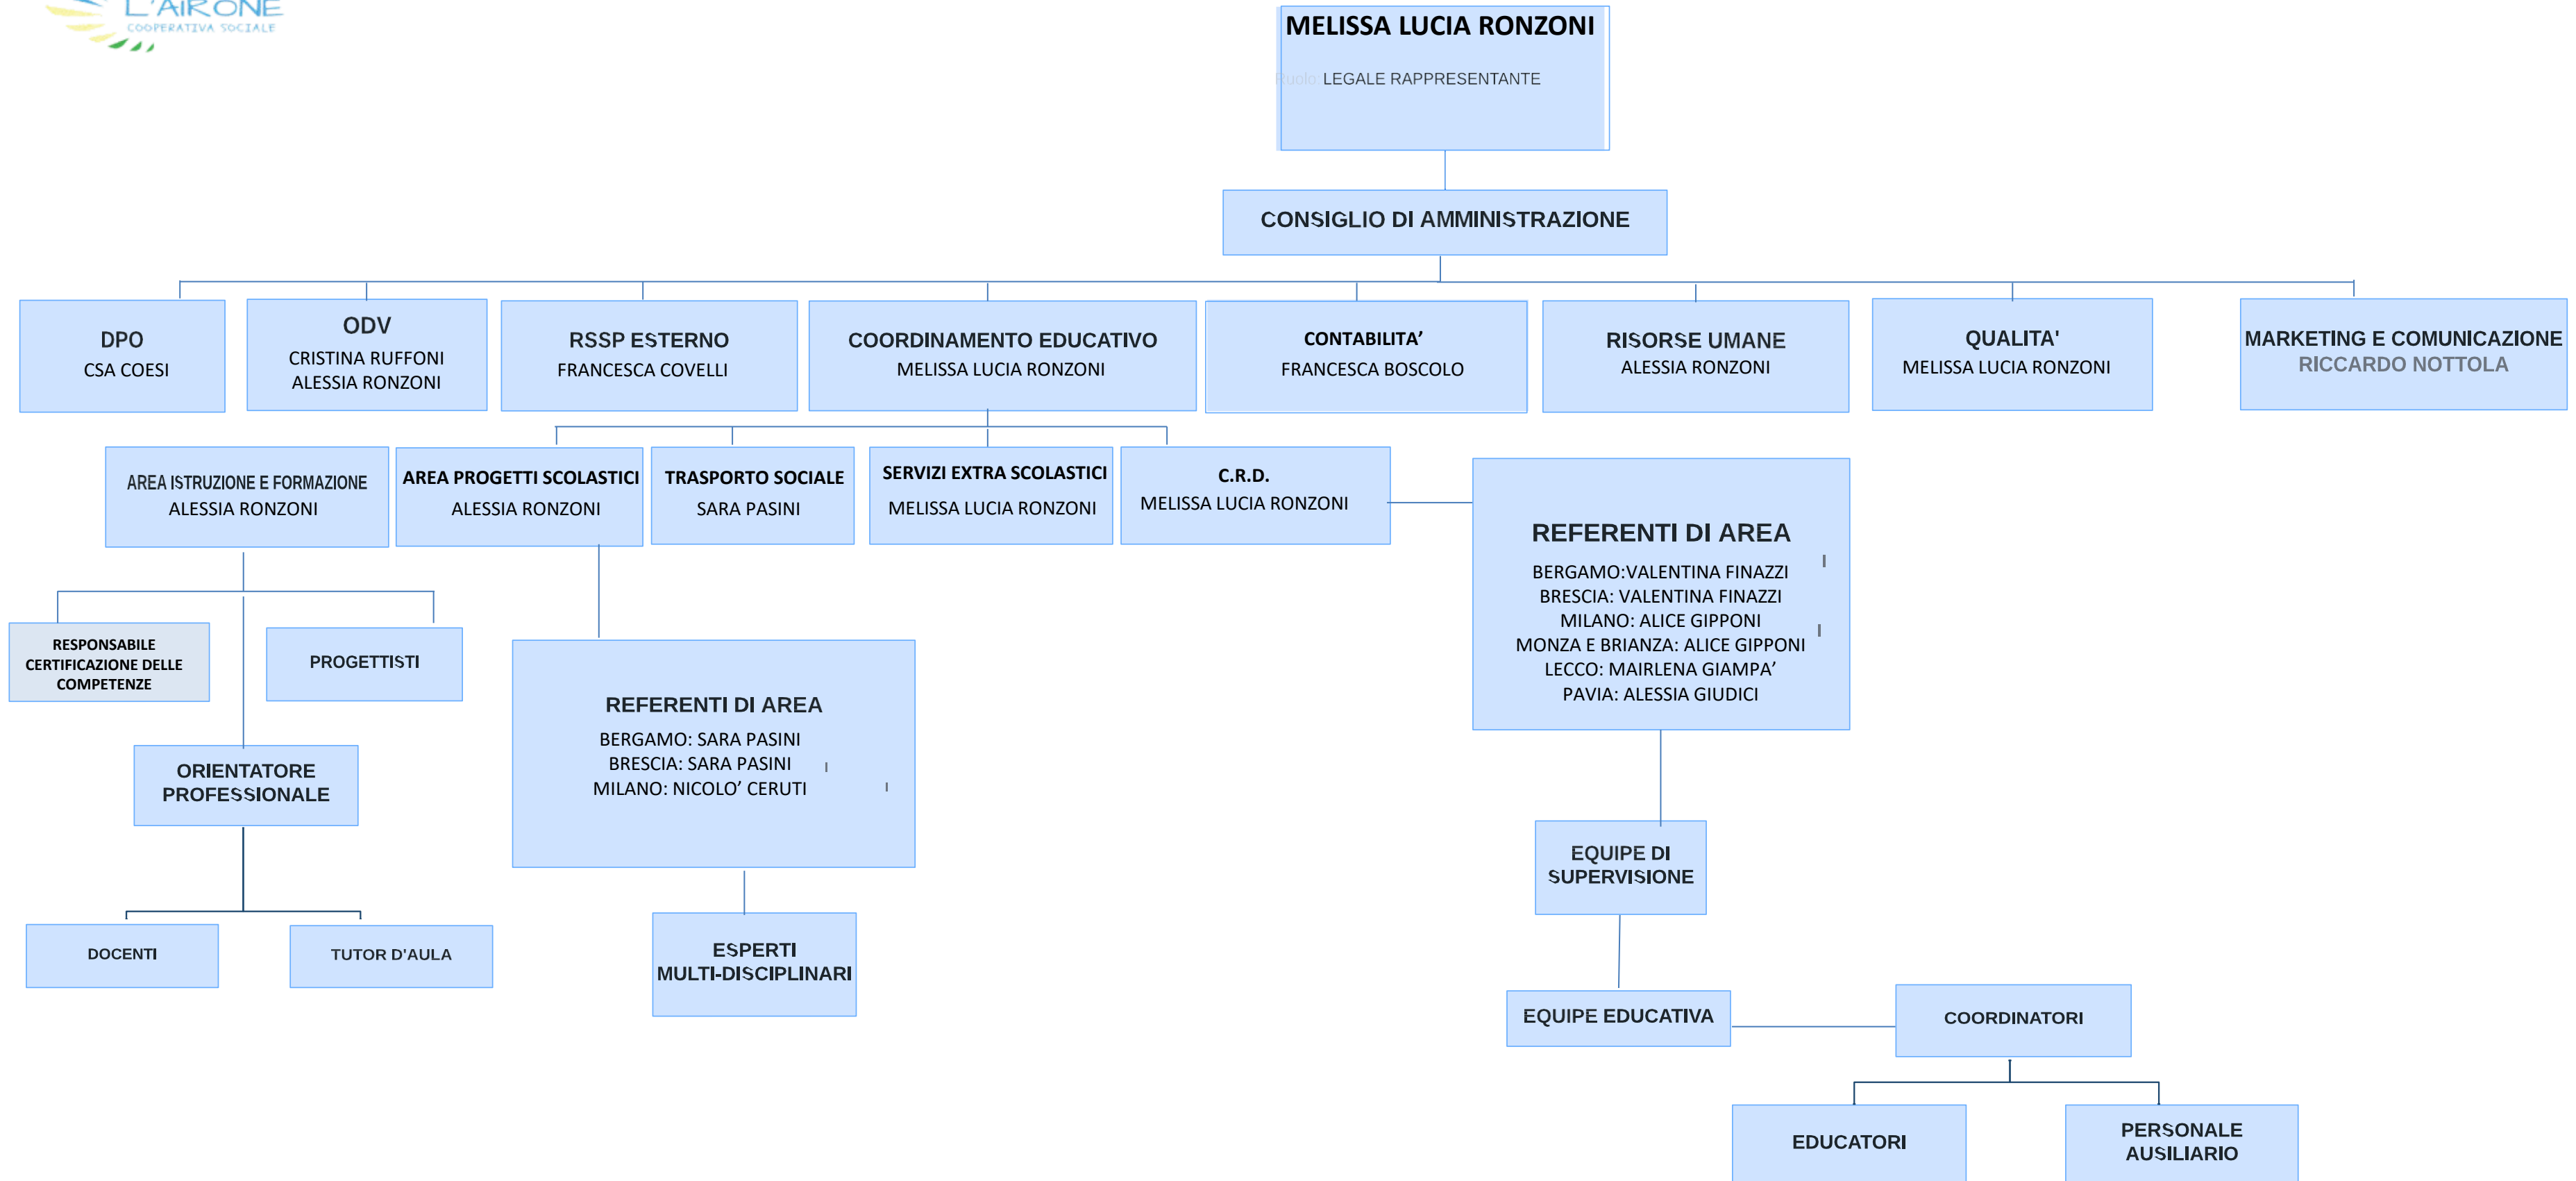 L'AIRONE
COOPERATIVA SOCIALE
MELISSA LUCIA RONZONI
Ruolo: LEGALE RAPPRESENTANTE
CONSIGLIO DI AMMINISTRAZIONE
DPO
CSA COESI
ODV
CRISTINA RUFFONI
ALESSIA RONZONI
RSSP ESTERNO
FRANCESCA COVELLI
COORDINAMENTO EDUCATIVO
MELISSA LUCIA RONZONI
CONTABILITA’
FRANCESCA BOSCOLO
RISORSE UMANE
ALESSIA RONZONI
QUALITA'
MELISSA LUCIA RONZONI
MARKETING E COMUNICAZIONE
RICCARDO NOTTOLA
AREA ISTRUZIONE E FORMAZIONE
ALESSIA RONZONI
AREA PROGETTI SCOLASTICI
ALESSIA RONZONI
TRASPORTO SOCIALE
SARA PASINI
SERVIZI EXTRA SCOLASTICI
MELISSA LUCIA RONZONI
C.R.D.
MELISSA LUCIA RONZONI
REFERENTI DI AREA
BERGAMO:VALENTINA FINAZZI
BRESCIA: VALENTINA FINAZZI
MILANO: ALICE GIPPONI
MONZA E BRIANZA: ALICE GIPPONI
LECCO: MAIRLENA GIAMPA’
PAVIA: ALESSIA GIUDICI
RESPONSABILE
CERTIFICAZIONE DELLE
COMPETENZE
PROGETTISTI
REFERENTI DI AREA
BERGAMO: SARA PASINI
BRESCIA: SARA PASINI
MILANO: NICOLO’ CERUTI
ORIENTATORE
PROFESSIONALE
EQUIPE DI
SUPERVISIONE
DOCENTI
TUTOR D'AULA
ESPERTI
MULTI-DISCIPLINARI
EQUIPE EDUCATIVA
COORDINATORI
EDUCATORI
PERSONALE
AUSILIARIO